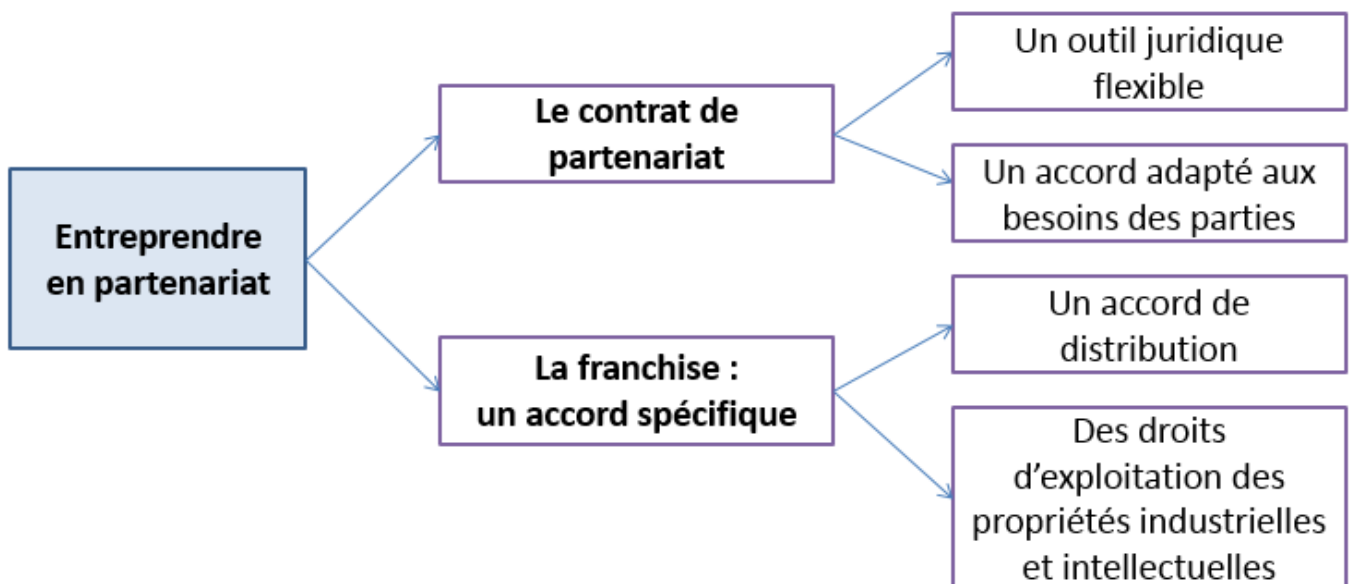 Entreprendre
en partenariat
Le contrat de
partenariat
Un outil juridique
flexible
Un accord adapté aux
besoins des parties
La franchise :
un accord spécifique
Un accord de
distribution
Des droits
d’exploitation des
propriétés industrielles
et intellectuelles